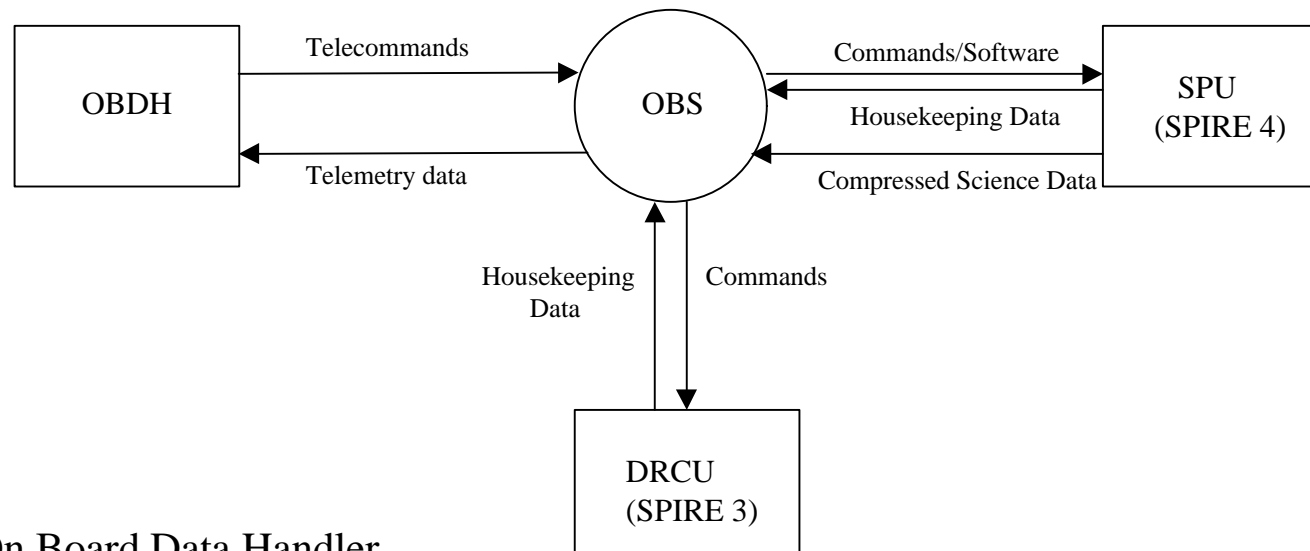 Telecommands
OBDH
Telemetry data
OBS
Commands/Software
Housekeeping Data
Compressed Science Data
SPU
(SPIRE 4)
Housekeeping
Data
Commands
DRCU
(SPIRE 3)
Board Data Handler